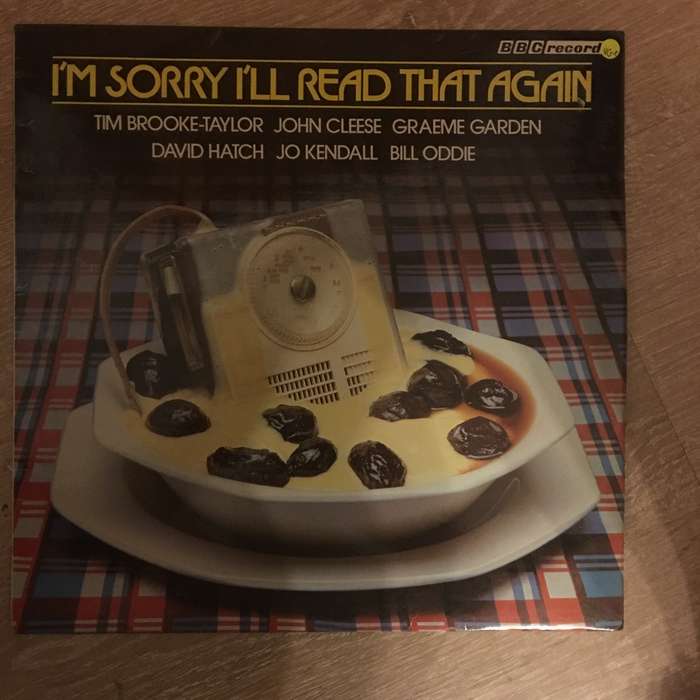 BBC records
I'M SORRY I'LL READ THAT AGAIN
TIM BROOKE-TAYLOR JOHN CLEESE GRAEME GARDEN
DAVID HATCH JO KENDALL BILL ODDIE